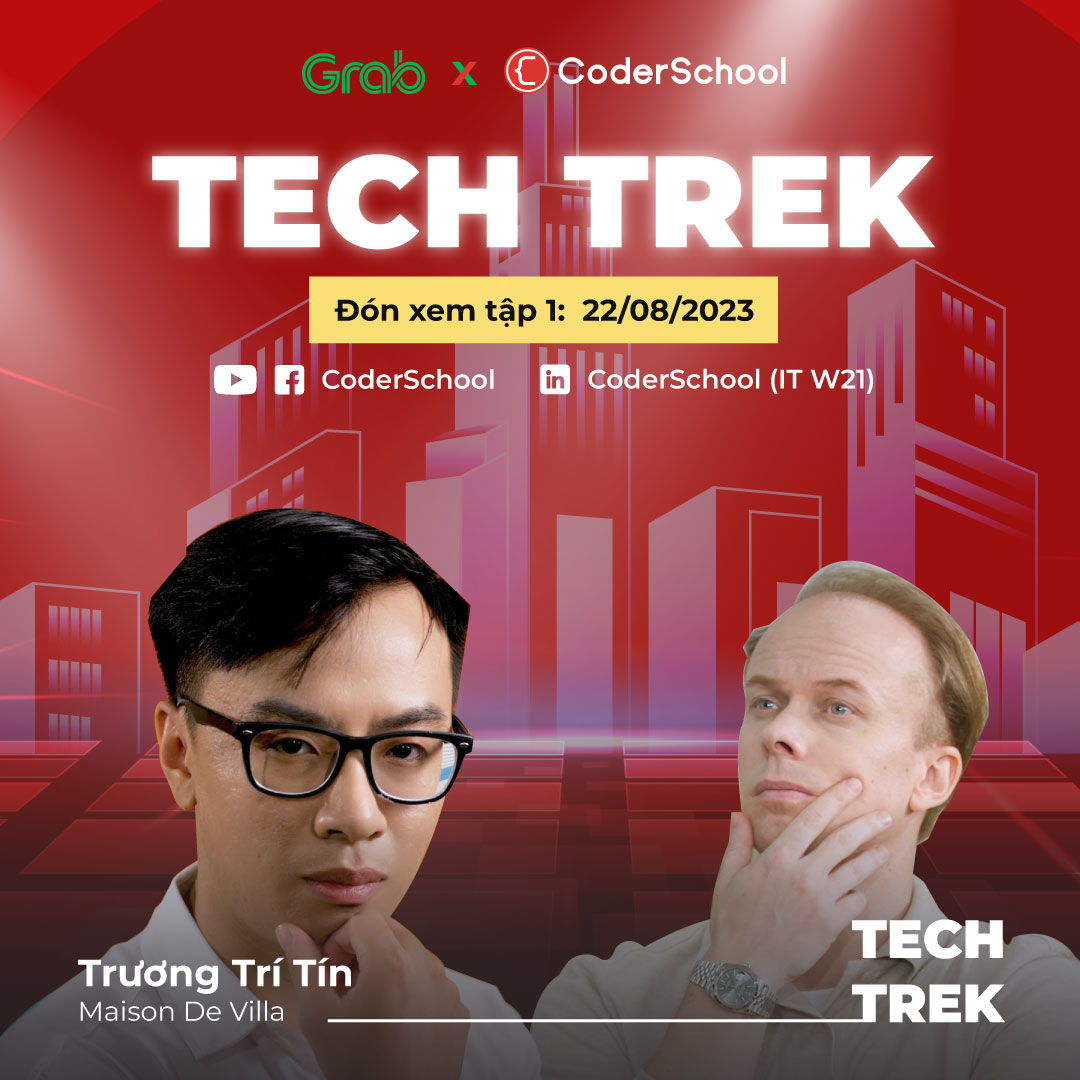 Grab x CoderSchool
TECH TREK
Đón xem tập 1: 22/08/2023
CoderSchool
in CoderSchool (IT W21)
Trương Trí Tín
Maison De Villa
TECH
TREK